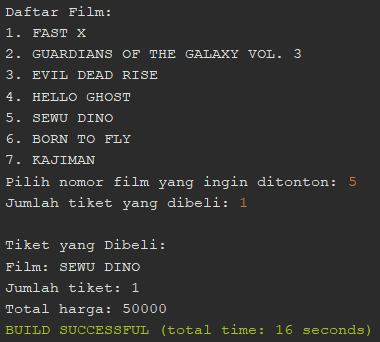 Daftar Film:
1. FAST X
2. GUARDIANS OF THE GALAXY VOL. 3
3. EVIL DEAD RISE
4. HELLO GHOST
5. SEWU DINO
6. BORN TO FLY
7. KAJIMAN
Pilih nomor film yang ingin ditonton: 5
Jumlah tiket yang dibeli: 1

Tiket yang Dibeli:
Film: SEWU DINO
Jumlah tiket: 1
Total harga: 50000
BUILD SUCCESSFUL (total time: 16 seconds)